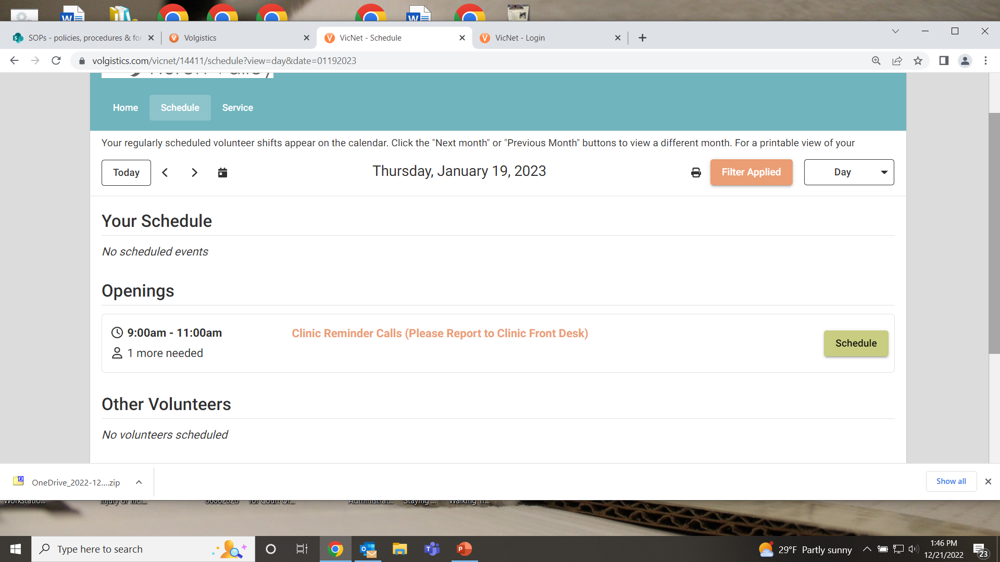 SOPs - policies, procedures & for
Volgistics
VicNet - Schedule
VicNet - Login
volgistics.com/vicnet/14411/schedule?view=day&date=01192023
Home
Schedule
Service
Your regularly scheduled volunteer shifts appear on the calendar. Click the "Next month" or "Previous Month" buttons to view a different month. For a printable view of your
Today
Thursday, January 19, 2023
Filter Applied
Day
Your Schedule
No scheduled events
Openings
9:00am - 11:00am
Clinic Reminder Calls (Please Report to Clinic Front Desk)
1 more needed
Schedule
Other Volunteers
No volunteers scheduled
OneDrive_2022-12....zip
Show all
Type here to search
29°F Partly sunny
1:46 PM
12/21/2022
23